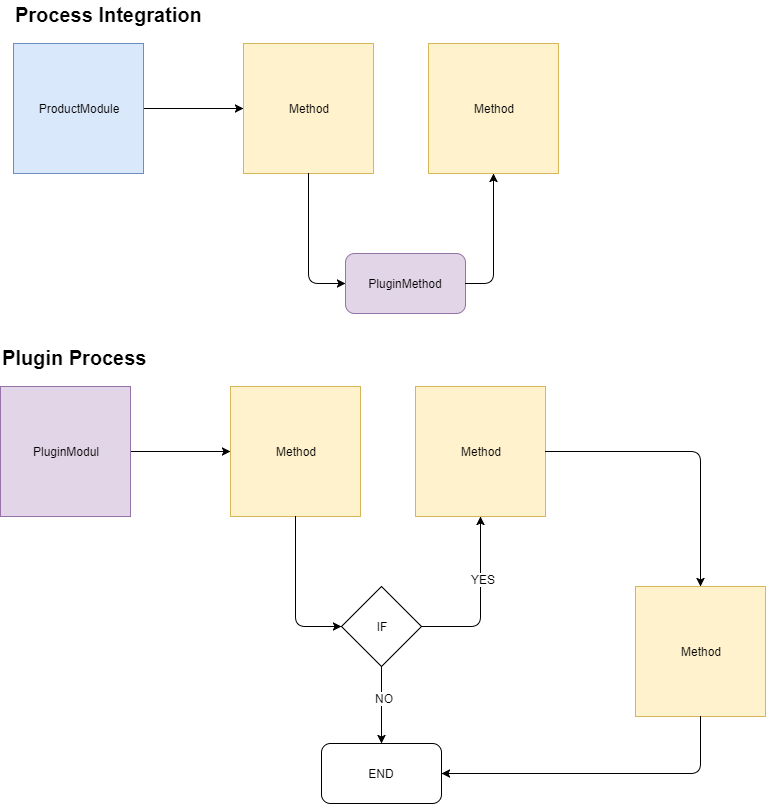 Process Integration
ProductModule
Method
Method
PluginMethod
Plugin Process
PluginModul
Method
Method
YES
IF
Method
NO
END